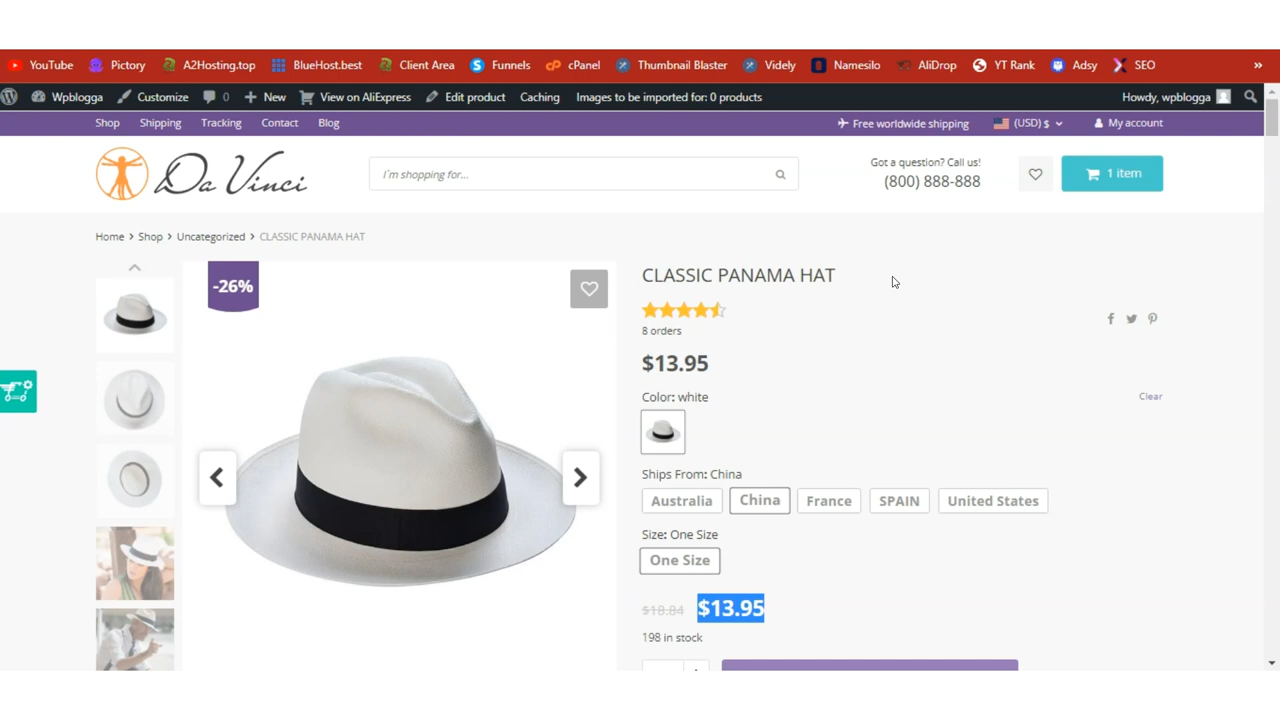 YouTube Pictory A2Hosting.top BlueHost.best Client Area Funnels cPanel Thumbnail Blaster Videly Namesilo AliDrop YT Rank Adsy SEO »
Wpblogga Customize 0 New View on AliExpress Edit product Caching Images to be imported for: 0 products Howdy, wpblogga
Shop Shipping Tracking Contact Blog Free worldwide shipping (USD) $ My account
Da Vinci
I'm shopping for...
Got a question? Call us!
(800) 888-888
1 item
Home > Shop > Uncategorized > CLASSIC PANAMA HAT
-26%
CLASSIC PANAMA HAT
8 orders
$13.95
Color: white
Clear
Ships From: China
Australia China France SPAIN United States
Size: One Size
One Size
$18.84 $13.95
198 in stock